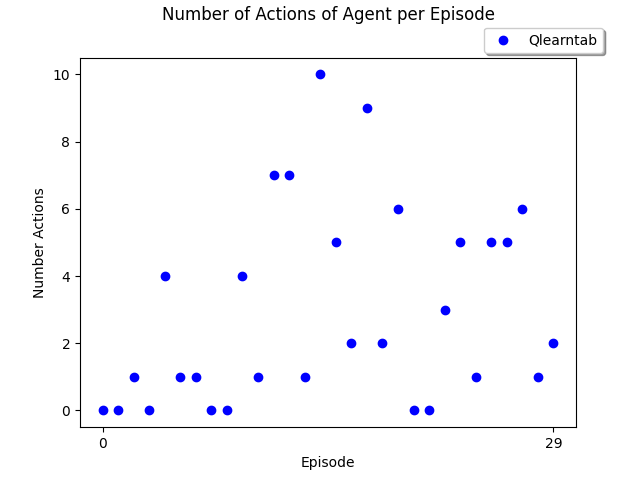 Number of Actions of Agent per Episode
Qlearntab
10
8
6
4
2
0
Number Actions
0 29
Episode